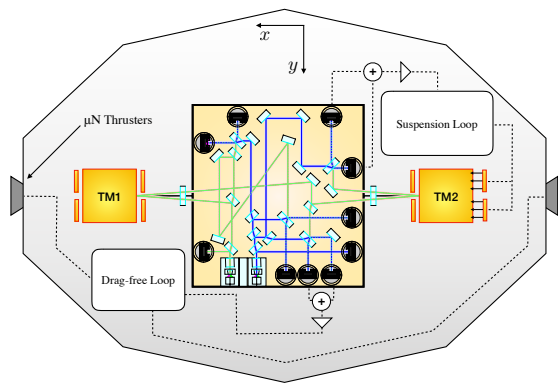 x
y
+
μN Thrusters
Suspension Loop
TM1
TM2
Drag-free Loop
+